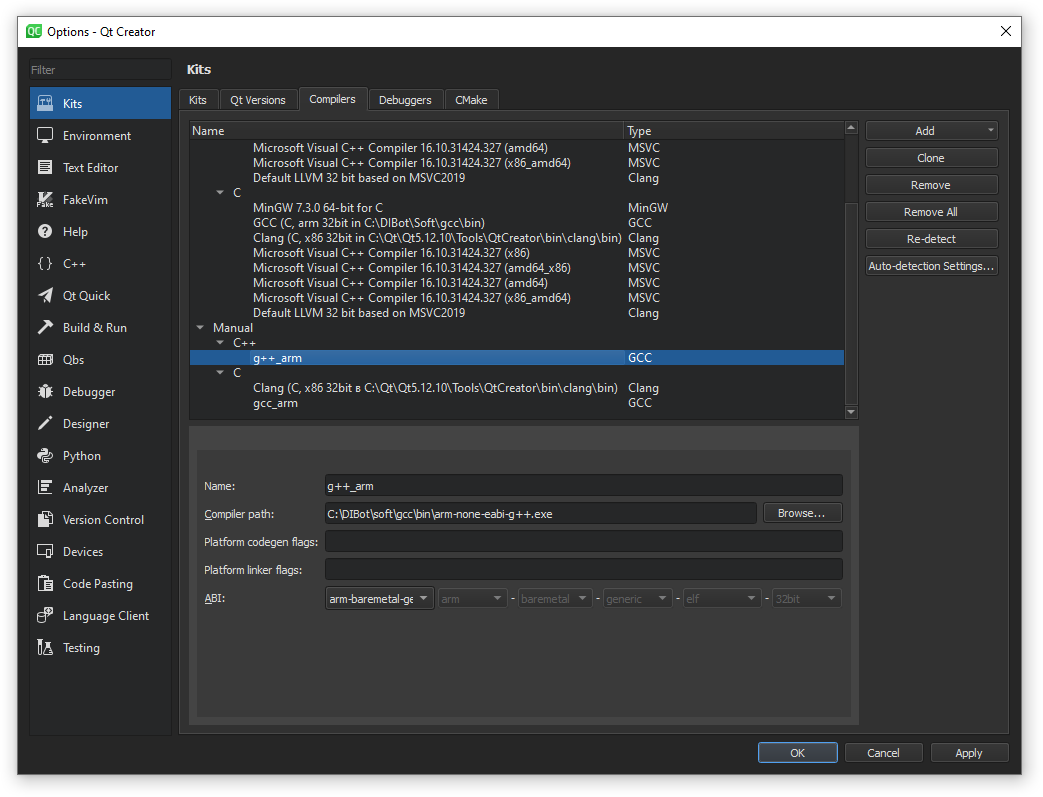 QC Options - Qt Creator
Filter
Kits
Environment
Text Editor
FakeVim
Help
C++
Qt Quick
Build & Run
Qbs
Debugger
Designer
Python
Analyzer
Version Control
Devices
Code Pasting
Language Client
Testing
Kits
Kits Qt Versions Compilers Debuggers CMake
Name Type
Microsoft Visual C++ Compiler 16.10.31424.327 (amd64) MSVC
Microsoft Visual C++ Compiler 16.10.31424.327 (x86_amd64) MSVC
Default LLVM 32 bit based on MSVC2019 Clang
C
MinGW 7.3.0 64-bit for C MinGW
GCC (C, arm 32bit in C:\DIBot\Soft\gcc\bin) GCC
Clang (C, x86 32bit in C:\Qt\Qt5.12.10\Tools\QtCreator\bin\clang\bin) Clang
Microsoft Visual C++ Compiler 16.10.31424.327 (x86) MSVC
Microsoft Visual C++ Compiler 16.10.31424.327 (amd64_x86) MSVC
Microsoft Visual C++ Compiler 16.10.31424.327 (amd64) MSVC
Microsoft Visual C++ Compiler 16.10.31424.327 (x86_amd64) MSVC
Default LLVM 32 bit based on MSVC2019 Clang
Manual
C++
g++_arm GCC
C
Clang (C, x86 32bit в C:\Qt\Qt5.12.10\Tools\QtCreator\bin\clang\bin) Clang
gcc_arm GCC
Add
Clone
Remove
Remove All
Re-detect
Auto-detection Settings...
Name: g++_arm
Compiler path: C:\DIBot\soft\gcc\bin\arm-none-eabi-g++.exe Browse...
Platform codegen flags:
Platform linker flags:
ABI: arm-baremetal-ge arm - baremetal - generic - elf - 32bit
OK Cancel Apply